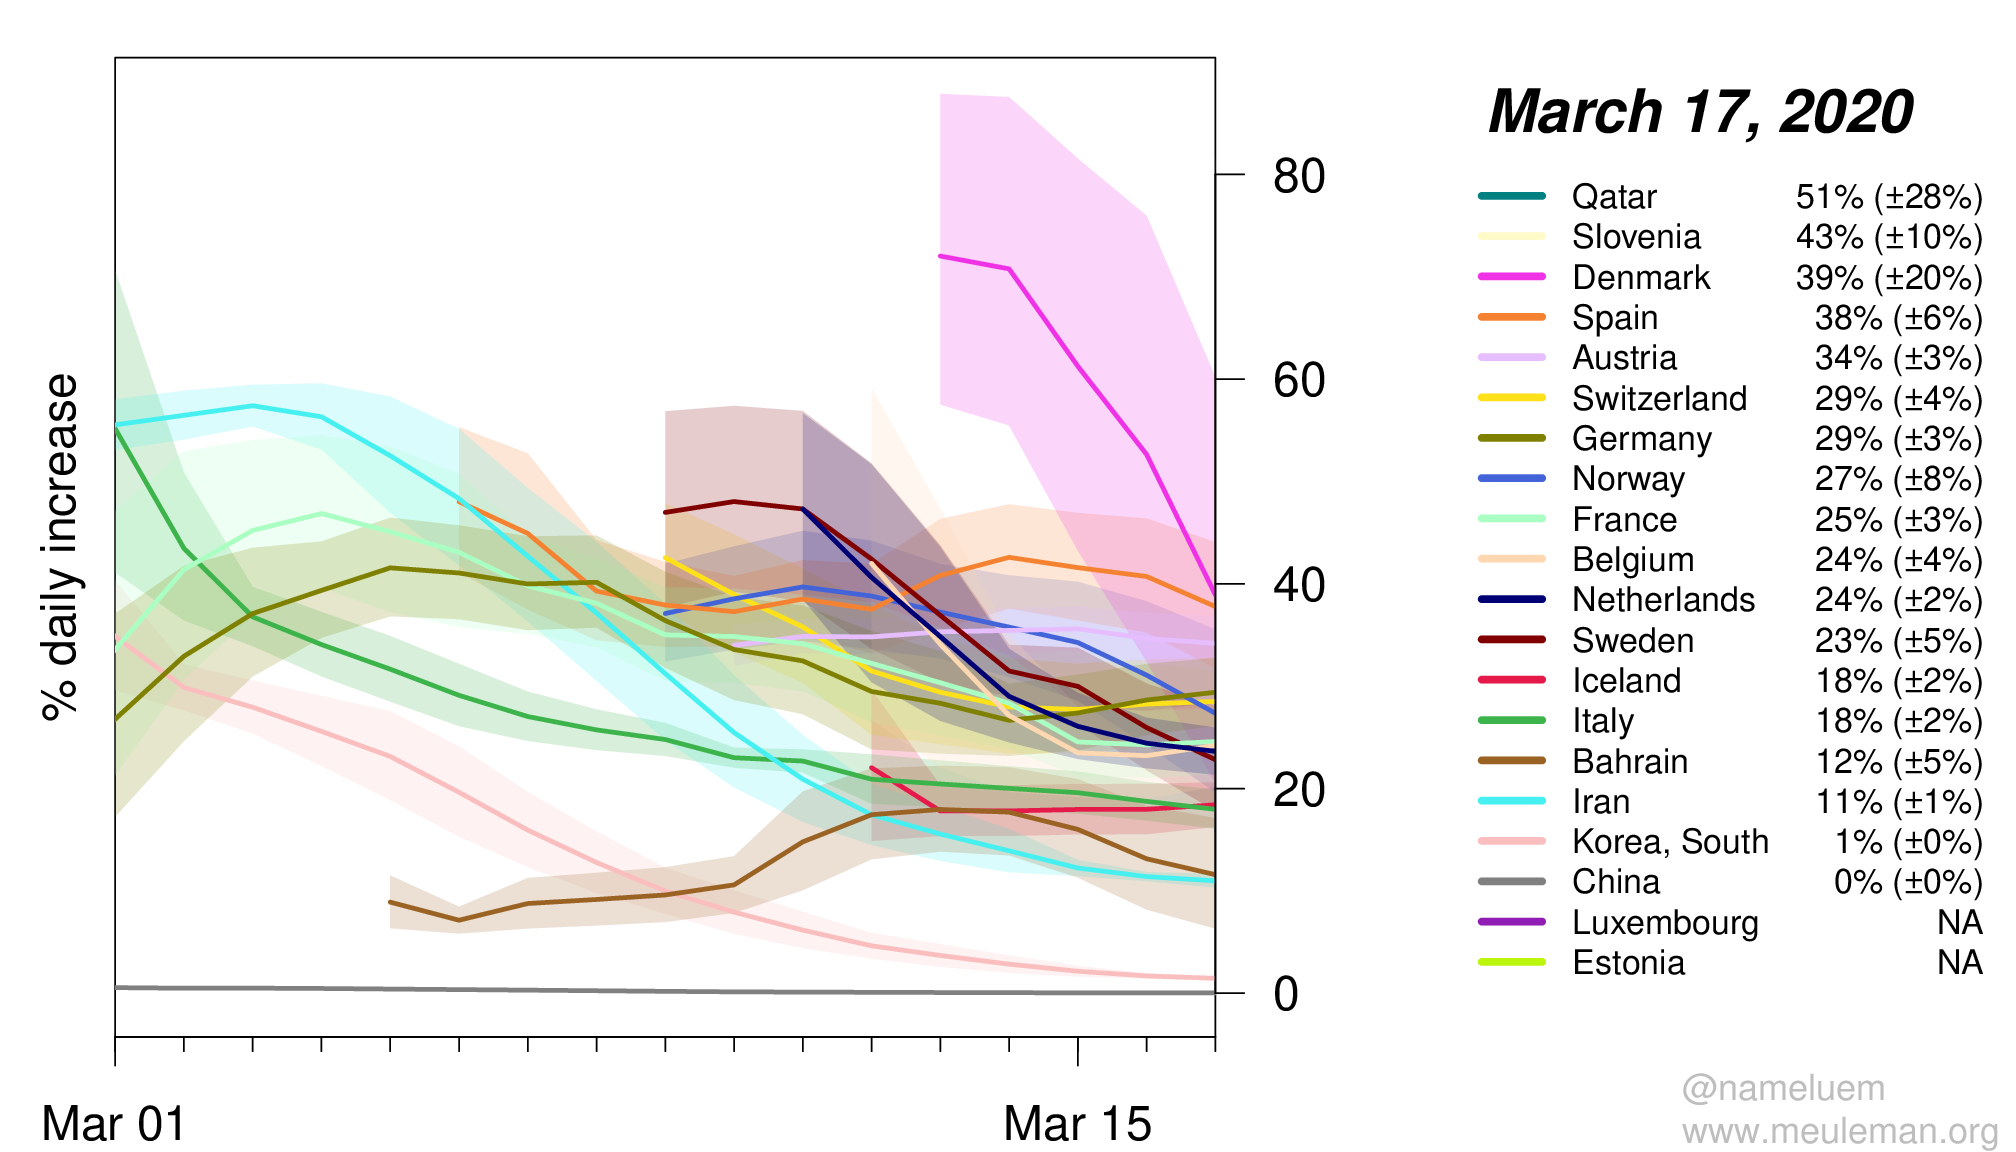 March 17, 2020
Qatar 51% (±28%)
Slovenia 43% (±10%)
Denmark 39% (±20%)
Spain 38% (±6%)
Austria 34% (±3%)
Switzerland 29% (±4%)
Germany 29% (±3%)
Norway 27% (±8%)
France 25% (±3%)
Belgium 24% (±4%)
Netherlands 24% (±2%)
Sweden 23% (±5%)
Iceland 18% (±2%)
Italy 18% (±2%)
Bahrain 12% (±5%)
Iran 11% (±1%)
Korea, South 1% (±0%)
China 0% (±0%)
Luxembourg NA
Estonia NA
% daily increase
80
60
40
20
0
Mar 01 Mar 15
@nameluem
www.meuleman.org